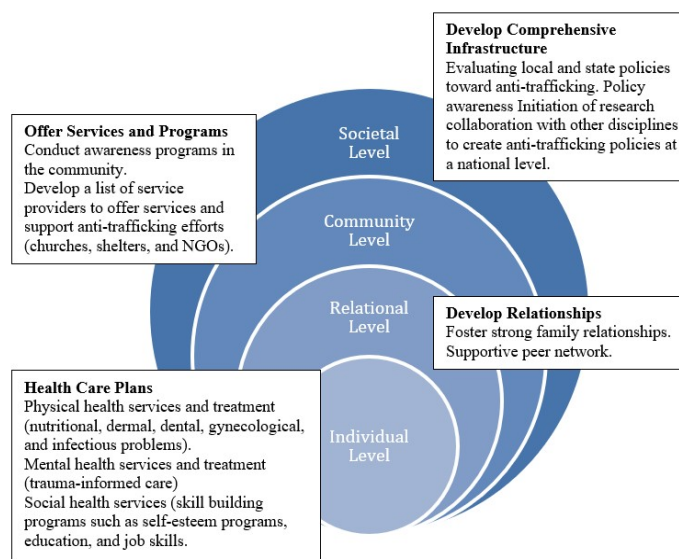 Develop Comprehensive
Infrastructure
Evaluating local and state policies
toward anti-trafficking. Policy
awareness Initiation of research
collaboration with other disciplines
to create anti-trafficking policies at
a national level.
Offer Services and Programs
Conduct awareness programs in
the community.
Develop a list of service
providers to offer services and
support anti-trafficking efforts
(churches, shelters, and NGOs).
Societal
Level
Community
Level
Relational
Level
Develop Relationships
Foster strong family relationships.
Supportive peer network.
Health Care Plans
Physical health services and treatment
(nutritional, dermal, dental, gynecological,
and infectious problems).
Mental health services and treatment
(trauma-informed care)
Social health services (skill building
programs such as self-esteem programs,
education, and job skills.
Individual
Level